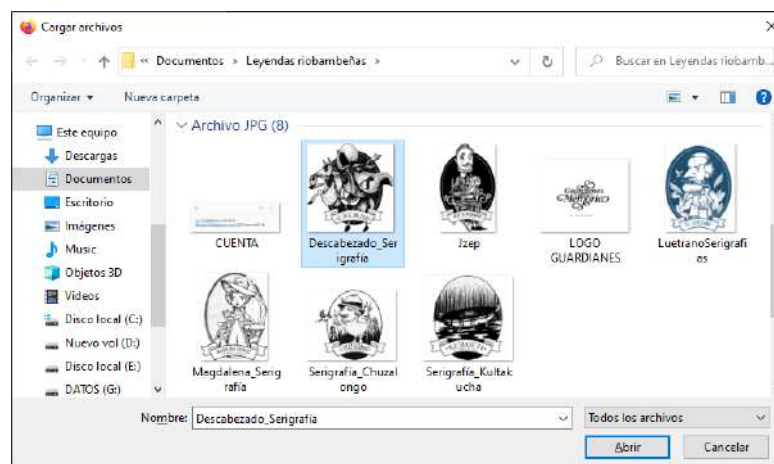 Cargar archivos
« Documentos > Leyendas riobambeñas >
Buscar en Leyendas riobamb...
Organizar
Nueva carpeta
Este equipo
Descargas
Documentos
Escritorio
Imágenes
Music
Objetos 3D
Videos
Disco local (C:)
Nuevo vol (D:)
Disco local (E:)
DATOS (G:)
Archivo JPG (8)
CUENTA
Descabezado_Ser
igrafía
Jzep
LOGO
GUARDIANES
LuetranoSerigrafi
as
Magdalena_Serig
rafía
Serigrafía_Chuzal
ongo
Serigrafía_Kultak
ucha
Nombre:
Descabezado_Serigrafía
Todos los archivos
Abrir
Cancelar